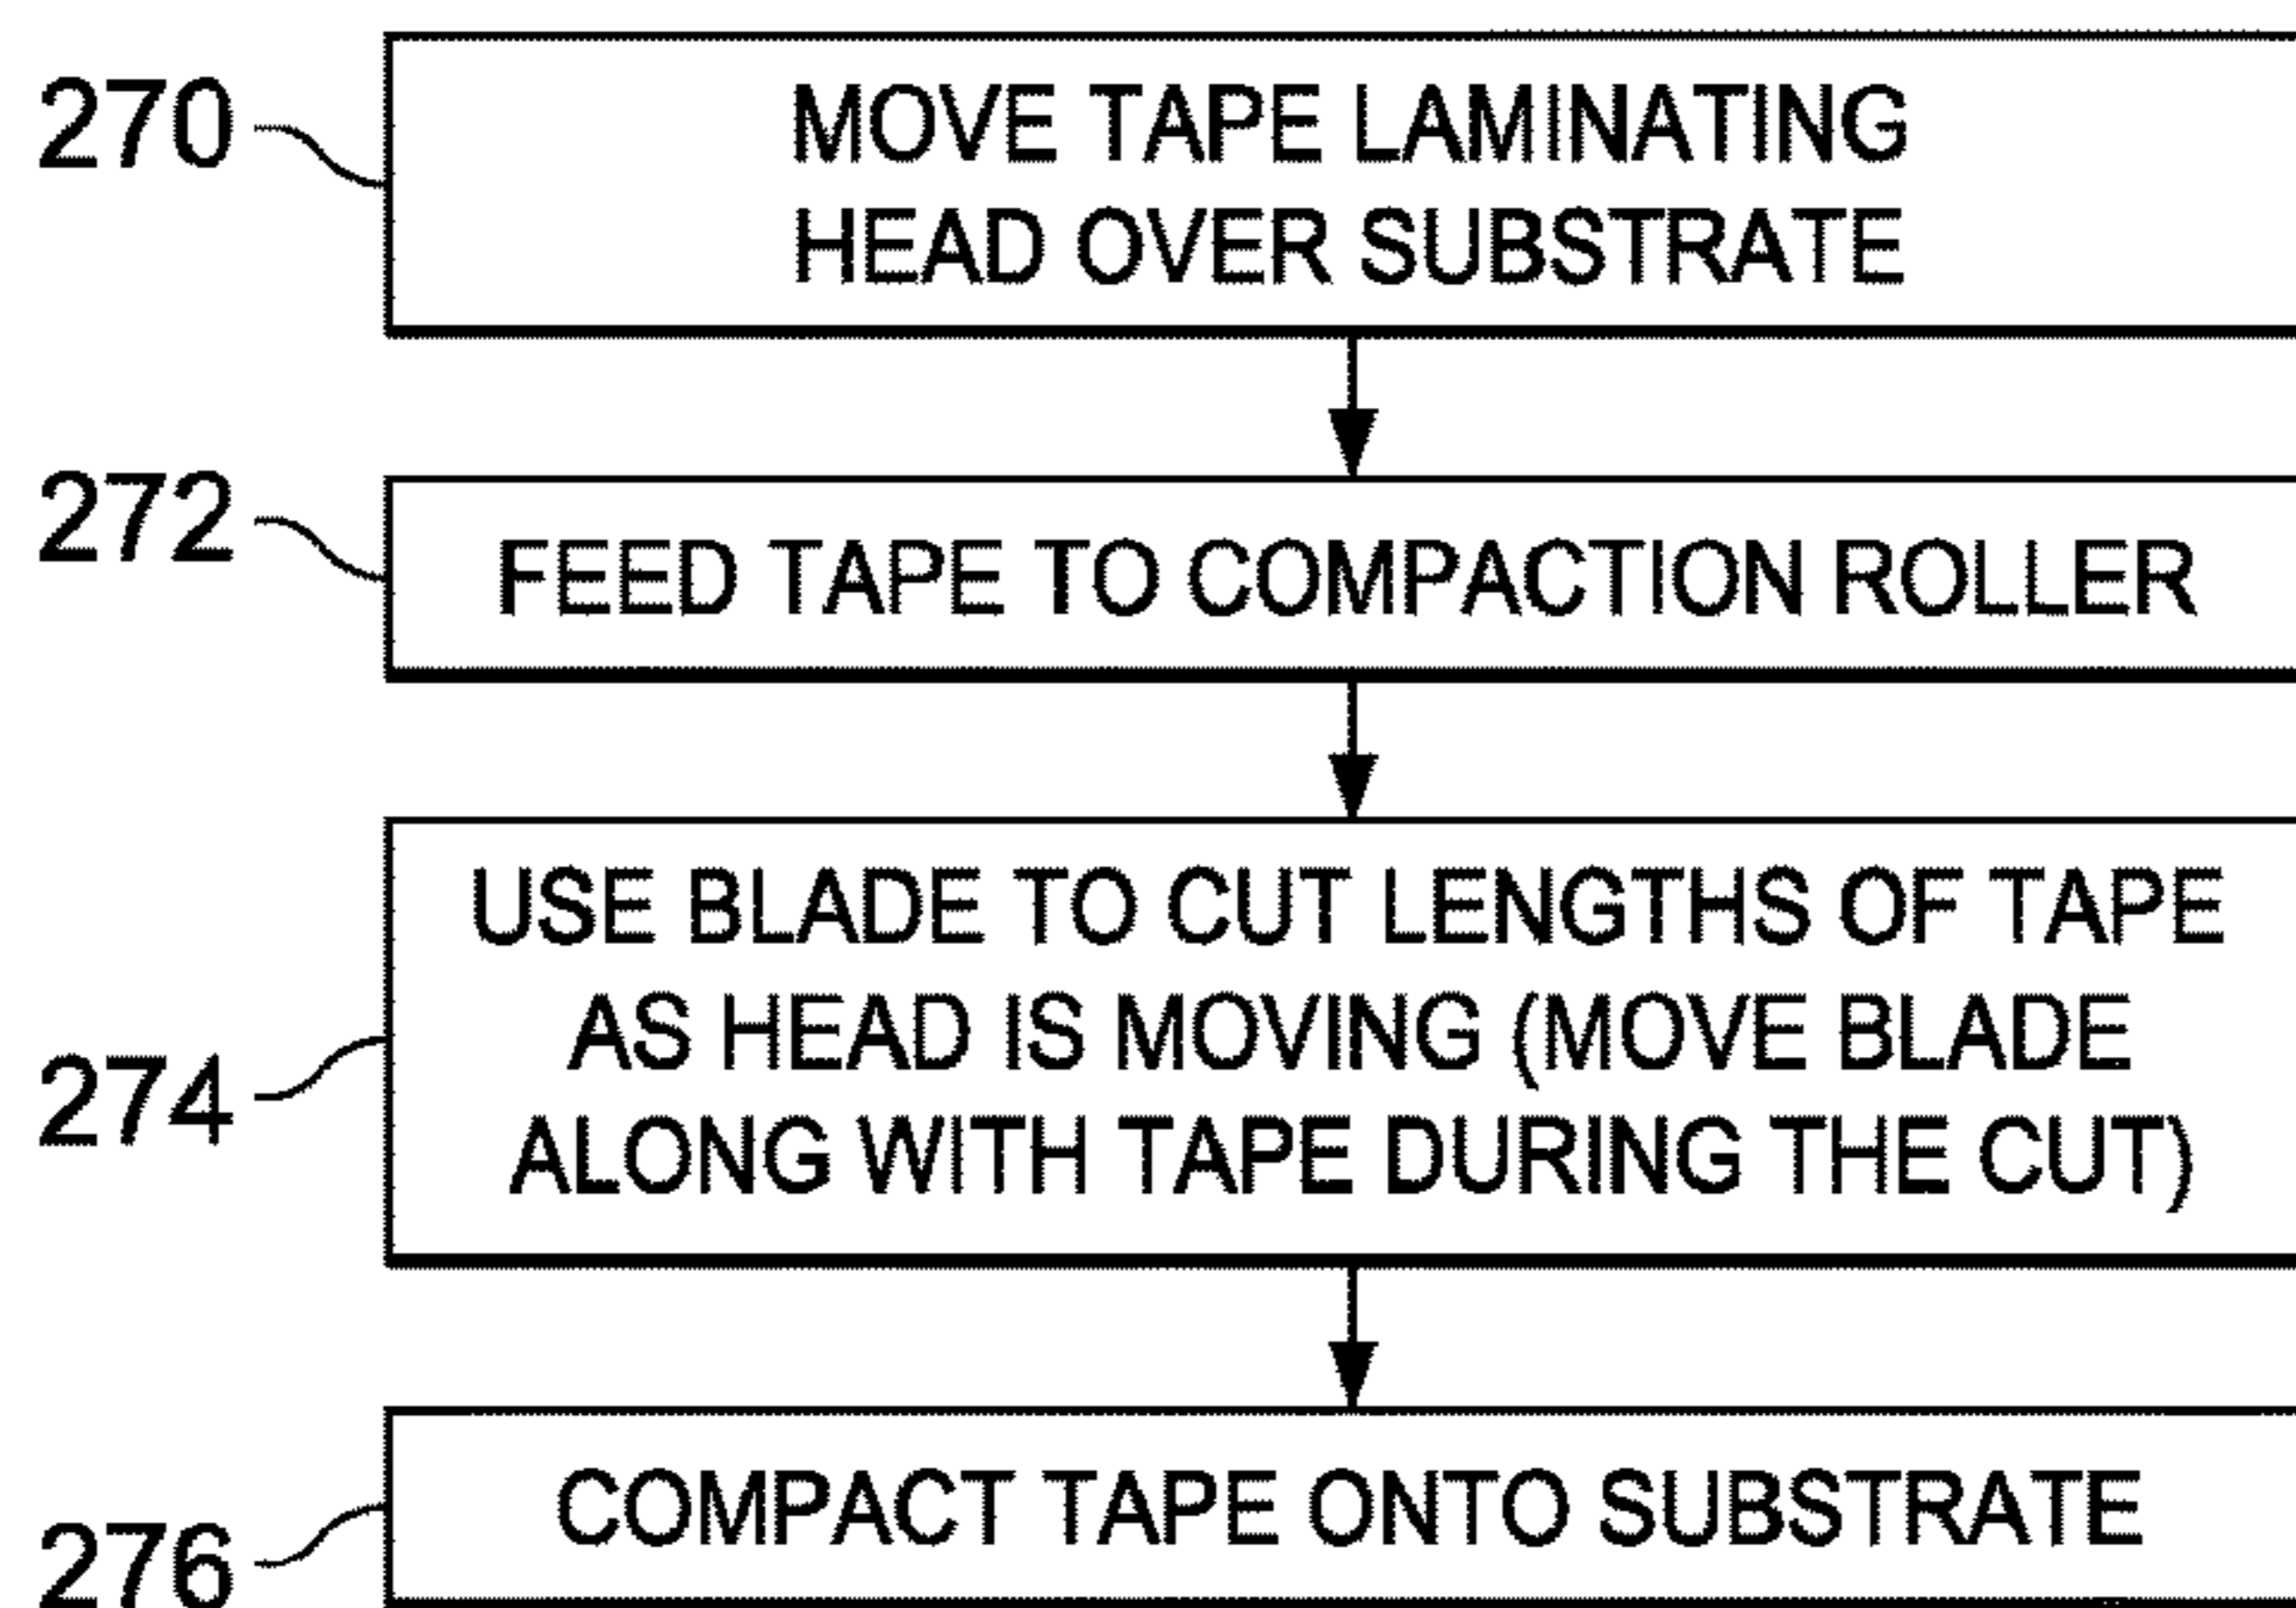 270
MOVE TAPE LAMINATING
HEAD OVER SUBSTRATE
272
FEED TAPE TO COMPACTION ROLLER
274
USE BLADE TO CUT LENGTHS OF TAPE
AS HEAD IS MOVING (MOVE BLADE
ALONG WITH TAPE DURING THE CUT)
276
COMPACT TAPE ONTO SUBSTRATE